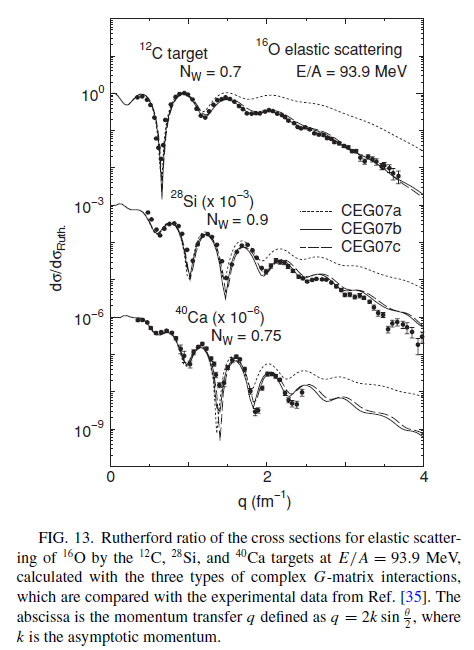 ¹²C target
¹⁶O elastic scattering
N_W = 0.7
E/A = 93.9 MeV
10⁰
²⁸Si (x 10⁻³)
10⁻³
N_W = 0.9
CEG07a
CEG07b
CEG07c
dσ/dσ_Ruth.
⁴⁰Ca (x 10⁻⁶)
10⁻⁶
N_W = 0.75
10⁻⁹
0 2 4
q (fm⁻¹)
FIG. 13. Rutherford ratio of the cross sections for elastic scatter-
ing of ¹⁶O by the ¹²C, ²⁸Si, and ⁴⁰Ca targets at E/A = 93.9 MeV,
calculated with the three types of complex G-matrix interactions,
which are compared with the experimental data from Ref. [35]. The
abscissa is the momentum transfer q defined as q = 2k sin θ/2, where
k is the asymptotic momentum.